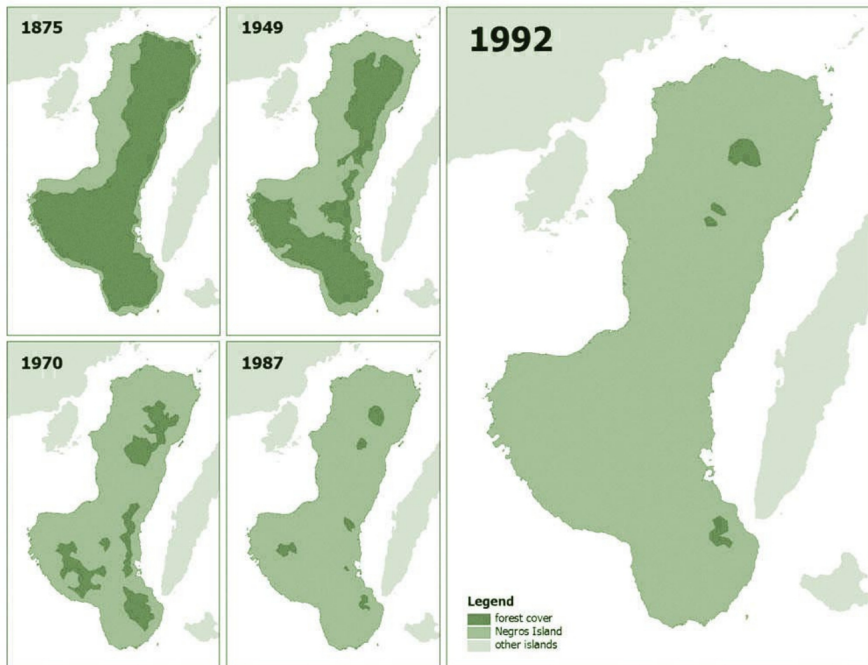 1875
1949
1992
1970
1987
Legend
forest cover
Negros Island
other islands